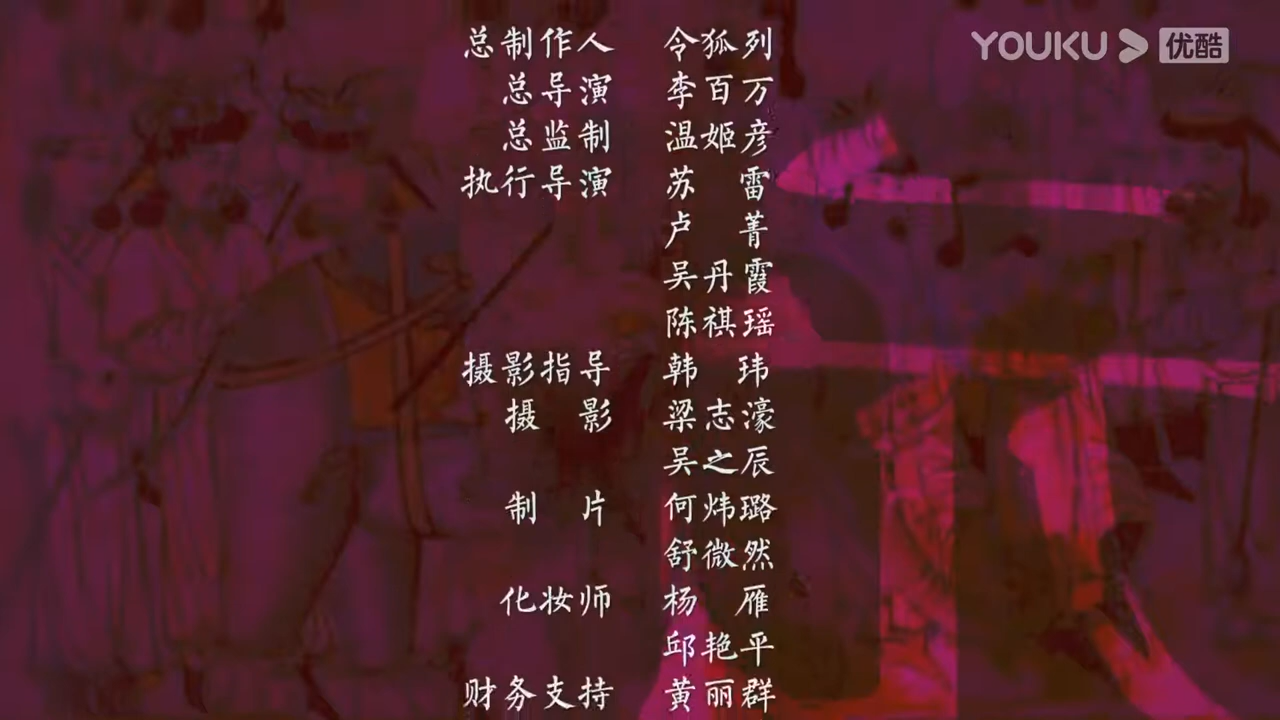 YOUKU 优酷
总制作人 令狐列
总导演 李百万
总监制 温姬彦
执行导演 苏雷
卢菁
吴丹霞
陈祺瑶
摄影指导 韩玮
摄影 梁志濠
吴之辰
制片 何炜璐
舒微然
化妆师 杨雁
邱艳平
财务支持 黄丽群